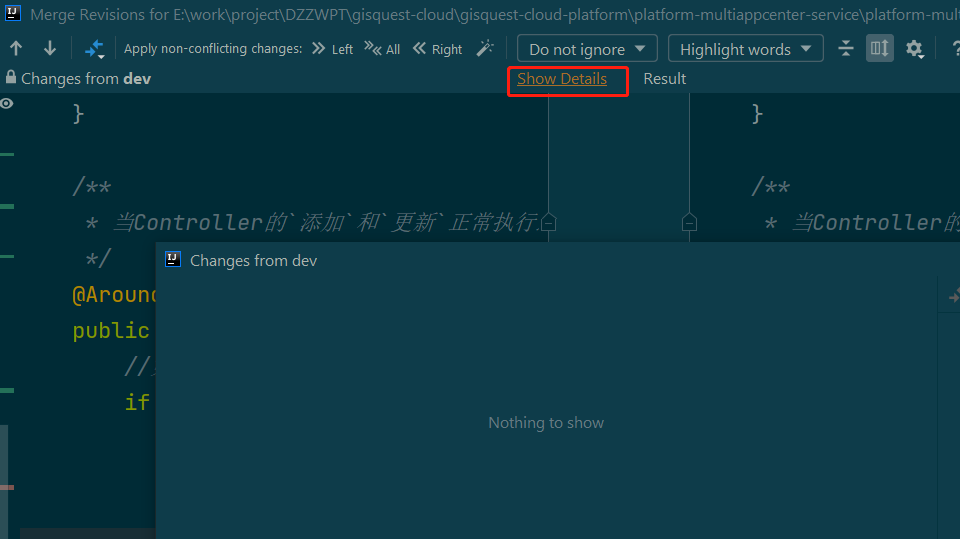 Merge Revisions for E:\work\project\DZZWPT\gisquest-cloud\gisquest-cloud-platform\platform-multiappcenter-service\platform-mu
Apply non-conflicting changes: Left All Right Do not ignore Highlight words ?
Changes from dev Show Details Result
} }
/** /**
* 当Controller的`添加`和`更新`正常执行 * 当Controller的
*/
Changes from dev
@Around
public
//
if
Nothing to show